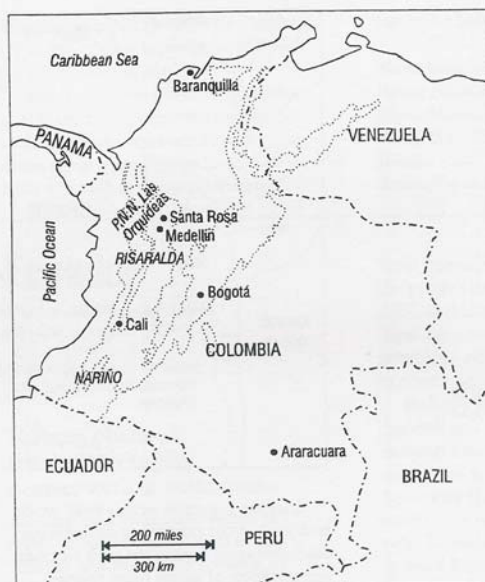 Caribbean Sea
Baranquilla
PANAMA
VENEZUELA
P.N.N. Las
Orquídeas
Santa Rosa
Medellín
Pacific Ocean
RISARALDA
Bogotá
Cali
COLOMBIA
NARIÑO
Araracuara
ECUADOR
BRAZIL
200 miles
300 km
PERU